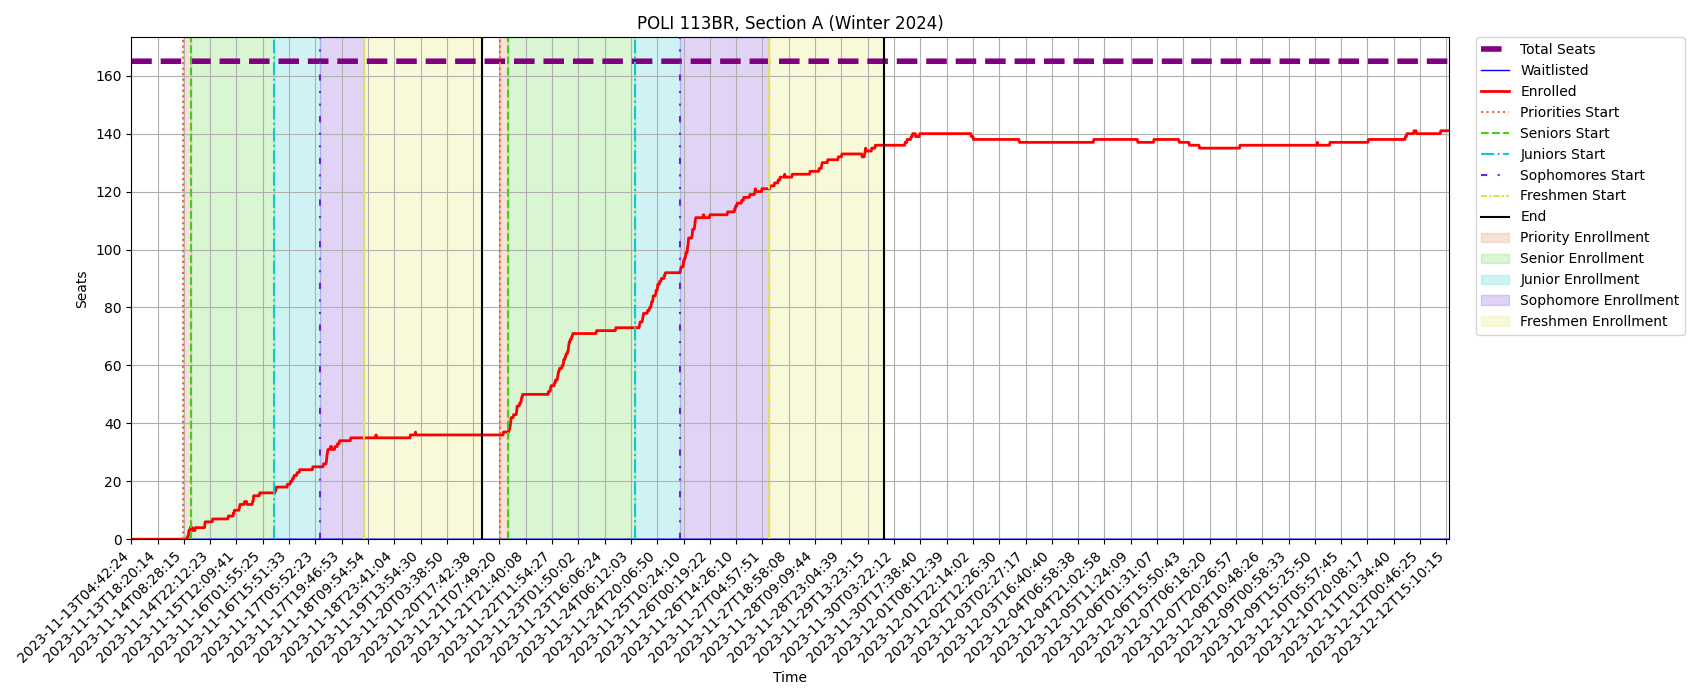 POLI 113BR, Section A (Winter 2024)
Seats
160
140
120
100
80
60
40
20
0
2023-11-13T04:42:24
2023-11-13T18:20:14
2023-11-14T08:28:15
2023-11-14T22:12:23
2023-11-15T12:09:41
2023-11-16T01:55:25
2023-11-16T15:51:33
2023-11-17T05:52:23
2023-11-17T19:46:53
2023-11-18T09:54:54
2023-11-18T23:41:04
2023-11-19T13:54:30
2023-11-20T03:38:50
2023-11-20T17:42:38
2023-11-21T07:49:20
2023-11-21T21:40:08
2023-11-22T11:54:27
2023-11-23T01:50:02
2023-11-23T16:06:24
2023-11-24T06:12:03
2023-11-24T20:06:50
2023-11-25T10:24:10
2023-11-26T00:19:22
2023-11-26T14:26:10
2023-11-27T04:57:51
2023-11-27T18:58:08
2023-11-28T09:09:44
2023-11-28T23:04:39
2023-11-29T13:23:15
2023-11-30T03:22:12
2023-11-30T17:38:40
2023-12-01T08:12:39
2023-12-01T22:14:02
2023-12-02T12:26:30
2023-12-03T02:27:17
2023-12-03T16:40:40
2023-12-04T06:58:38
2023-12-04T21:02:58
2023-12-05T11:24:09
2023-12-06T01:31:07
2023-12-06T15:50:43
2023-12-07T06:18:20
2023-12-07T20:26:57
2023-12-08T10:48:26
2023-12-09T00:58:33
2023-12-09T15:25:50
2023-12-10T05:57:45
2023-12-10T20:08:17
2023-12-11T10:34:40
2023-12-12T00:46:25
2023-12-12T15:10:15
Time
Total Seats
Waitlisted
Enrolled
Priorities Start
Seniors Start
Juniors Start
Sophomores Start
Freshmen Start
End
Priority Enrollment
Senior Enrollment
Junior Enrollment
Sophomore Enrollment
Freshmen Enrollment